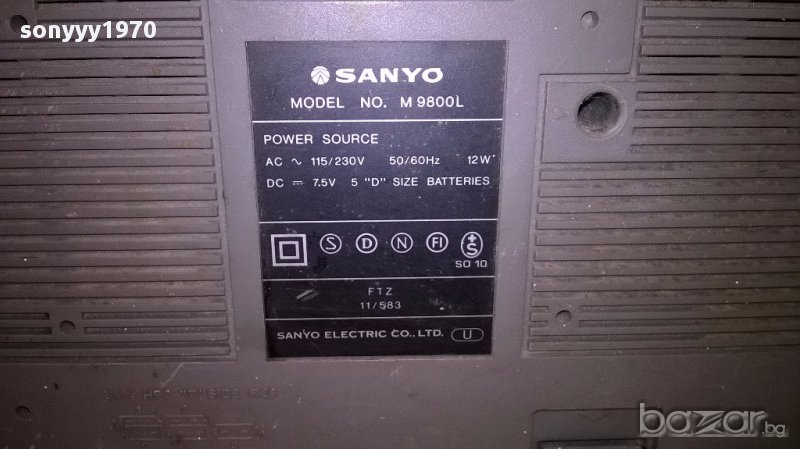 sonyyy1970
SANYO
MODEL NO. M 9800L
POWER SOURCE
AC ~ 115/230V 50/60Hz 12W
DC ⎓ 7.5V 5 "D" SIZE BATTERIES
S D N FI +S
SO 10
FTZ
11/583
SANYO ELECTRIC CO., LTD. U
SIZE
bazar.bg